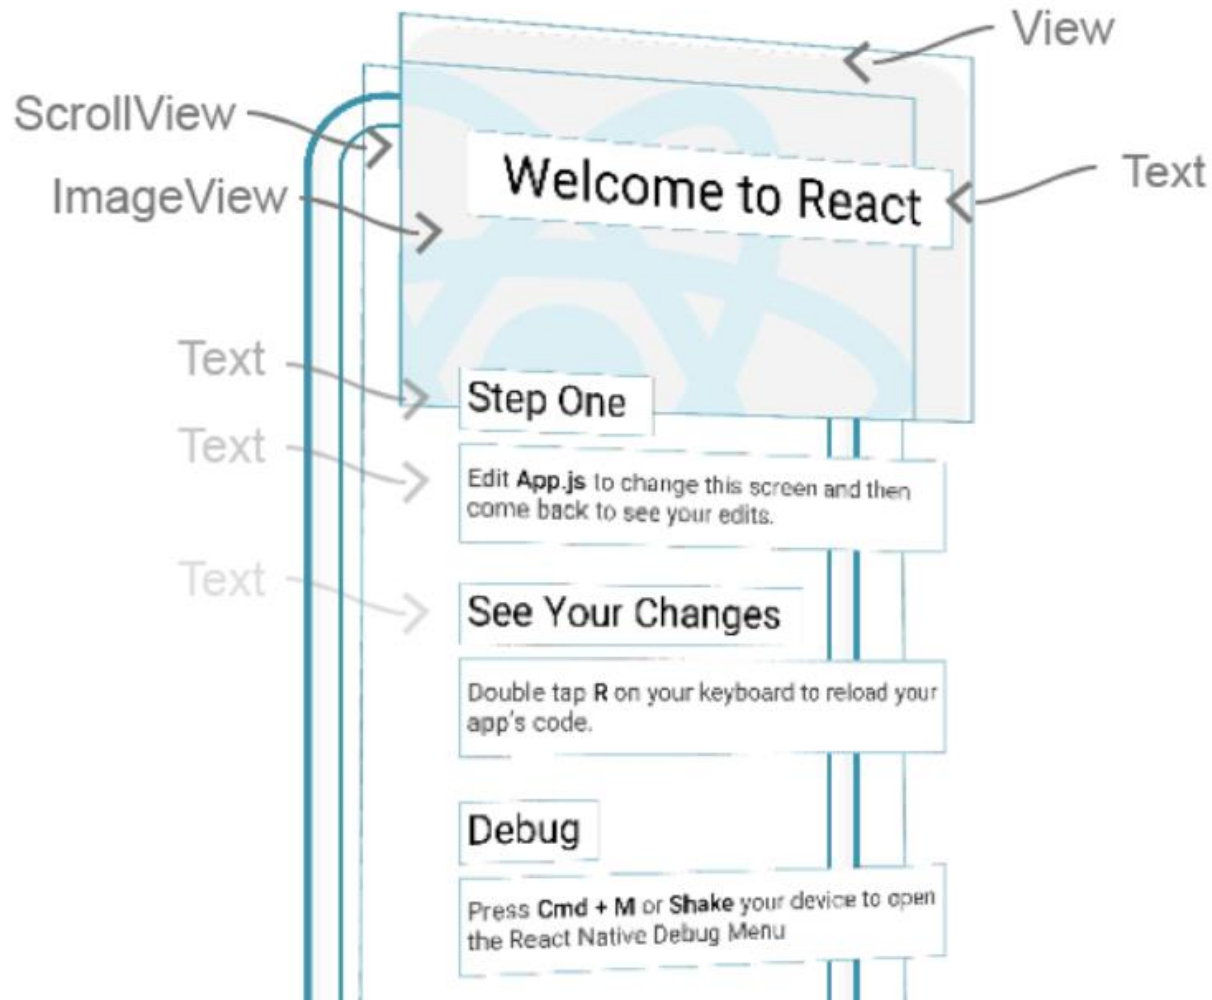 View
ScrollView
ImageView
Text
Welcome to React
Text
Step One
Text
Edit App.js to change this screen and then
come back to see your edits.
Text
See Your Changes
Double tap R on your keyboard to reload your
app's code.
Debug
Press Cmd + M or Shake your device to open
the React Native Debug Menu